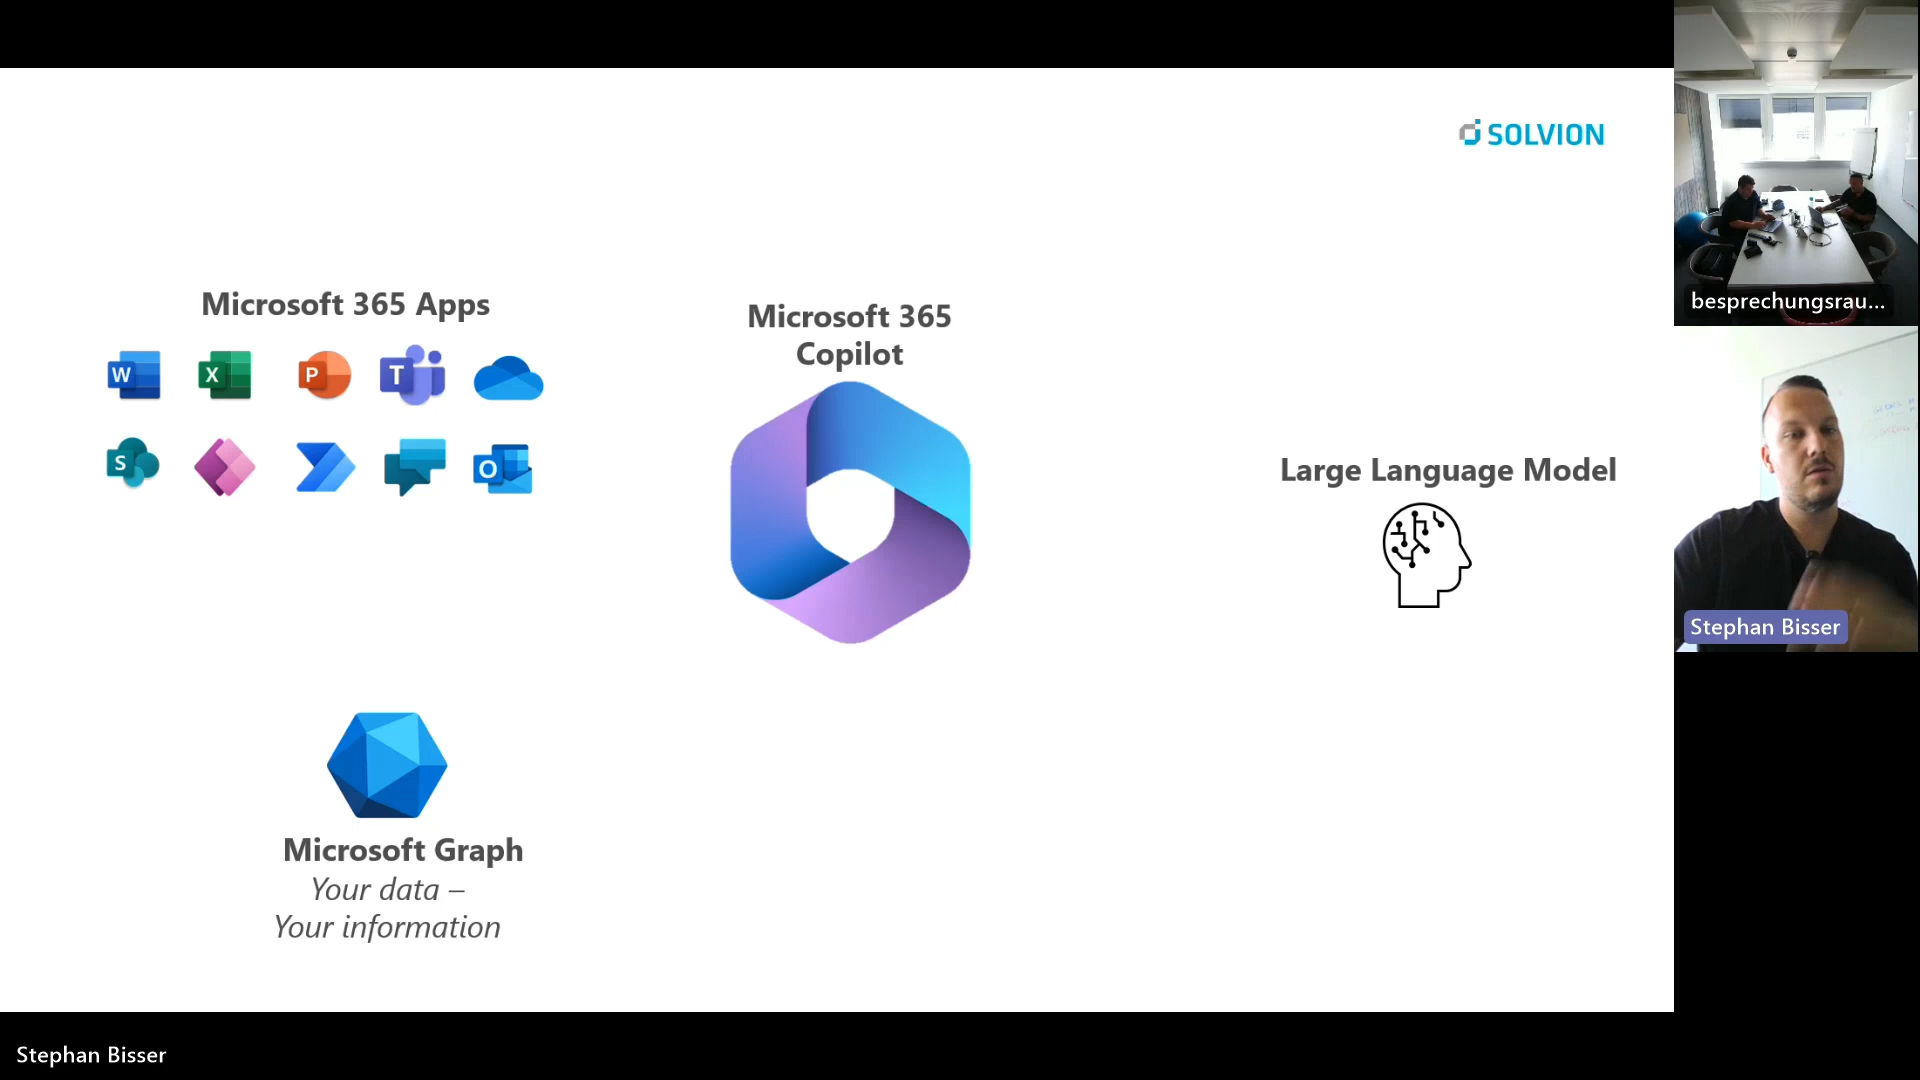 SOLVION
Microsoft 365 Apps
W
X
P
T
S
O
Microsoft 365
Copilot
Large Language Model
Microsoft Graph
Your data –
Your information
besprechungsrau...
Stephan Bisser
Stephan Bisser